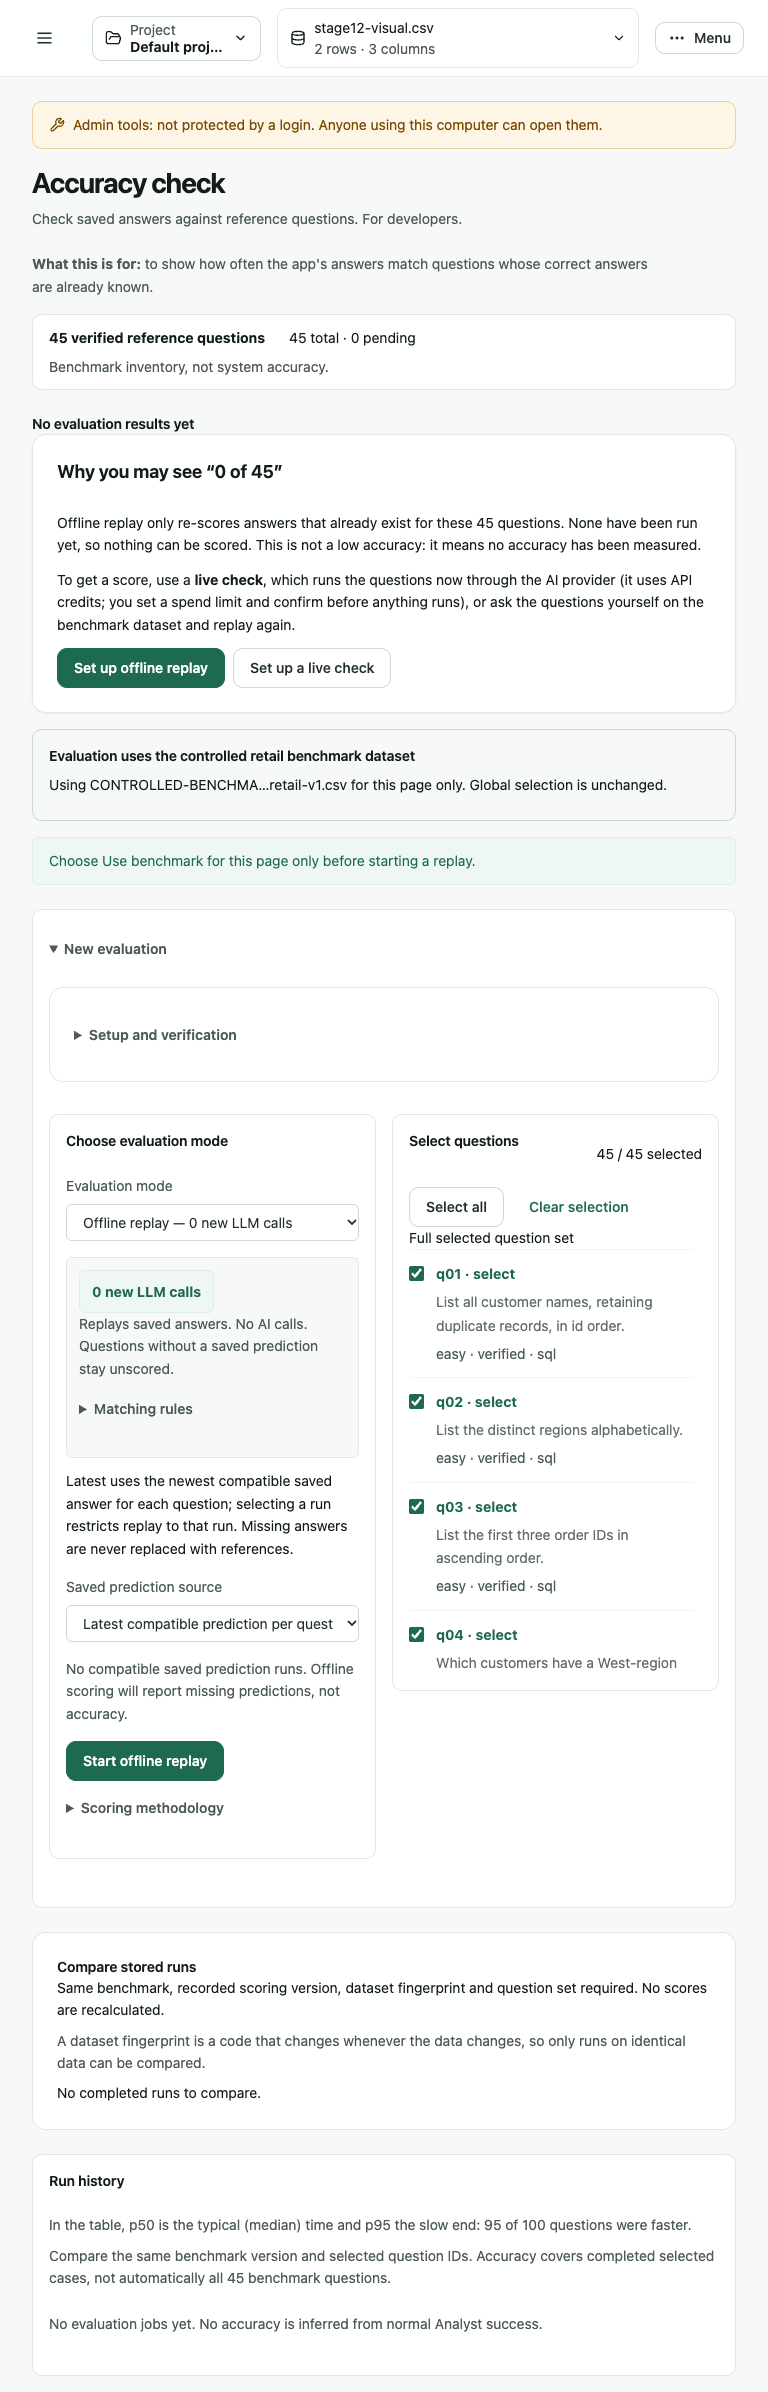 Project
Default proj...
stage12-visual.csv
2 rows · 3 columns
Menu
Admin tools: not protected by a login. Anyone using this computer can open them.
Accuracy check
Check saved answers against reference questions. For developers.
What this is for: to show how often the app's answers match questions whose correct answers
are already known.
45 verified reference questions 45 total · 0 pending
Benchmark inventory, not system accuracy.
No evaluation results yet
Why you may see “0 of 45”
Offline replay only re-scores answers that already exist for these 45 questions. None have been run
yet, so nothing can be scored. This is not a low accuracy: it means no accuracy has been measured.
To get a score, use a live check, which runs the questions now through the AI provider (it uses API
credits; you set a spend limit and confirm before anything runs), or ask the questions yourself on the
benchmark dataset and replay again.
Set up offline replay
Set up a live check
Evaluation uses the controlled retail benchmark dataset
Using CONTROLLED-BENCHMA...retail-v1.csv for this page only. Global selection is unchanged.
Choose Use benchmark for this page only before starting a replay.
New evaluation
Setup and verification
Choose evaluation mode
Evaluation mode
Offline replay — 0 new LLM calls
0 new LLM calls
Replays saved answers. No AI calls.
Questions without a saved prediction
stay unscored.
Matching rules
Latest uses the newest compatible saved
answer for each question; selecting a run
restricts replay to that run. Missing answers
are never replaced with references.
Saved prediction source
Latest compatible prediction per quest
No compatible saved prediction runs. Offline
scoring will report missing predictions, not
accuracy.
Start offline replay
Scoring methodology
Select questions
45 / 45 selected
Select all
Clear selection
Full selected question set
q01 · select
List all customer names, retaining
duplicate records, in id order.
easy · verified · sql
q02 · select
List the distinct regions alphabetically.
easy · verified · sql
q03 · select
List the first three order IDs in
ascending order.
easy · verified · sql
q04 · select
Which customers have a West-region
Compare stored runs
Same benchmark, recorded scoring version, dataset fingerprint and question set required. No scores
are recalculated.
A dataset fingerprint is a code that changes whenever the data changes, so only runs on identical
data can be compared.
No completed runs to compare.
Run history
In the table, p50 is the typical (median) time and p95 the slow end: 95 of 100 questions were faster.
Compare the same benchmark version and selected question IDs. Accuracy covers completed selected
cases, not automatically all 45 benchmark questions.
No evaluation jobs yet. No accuracy is inferred from normal Analyst success.